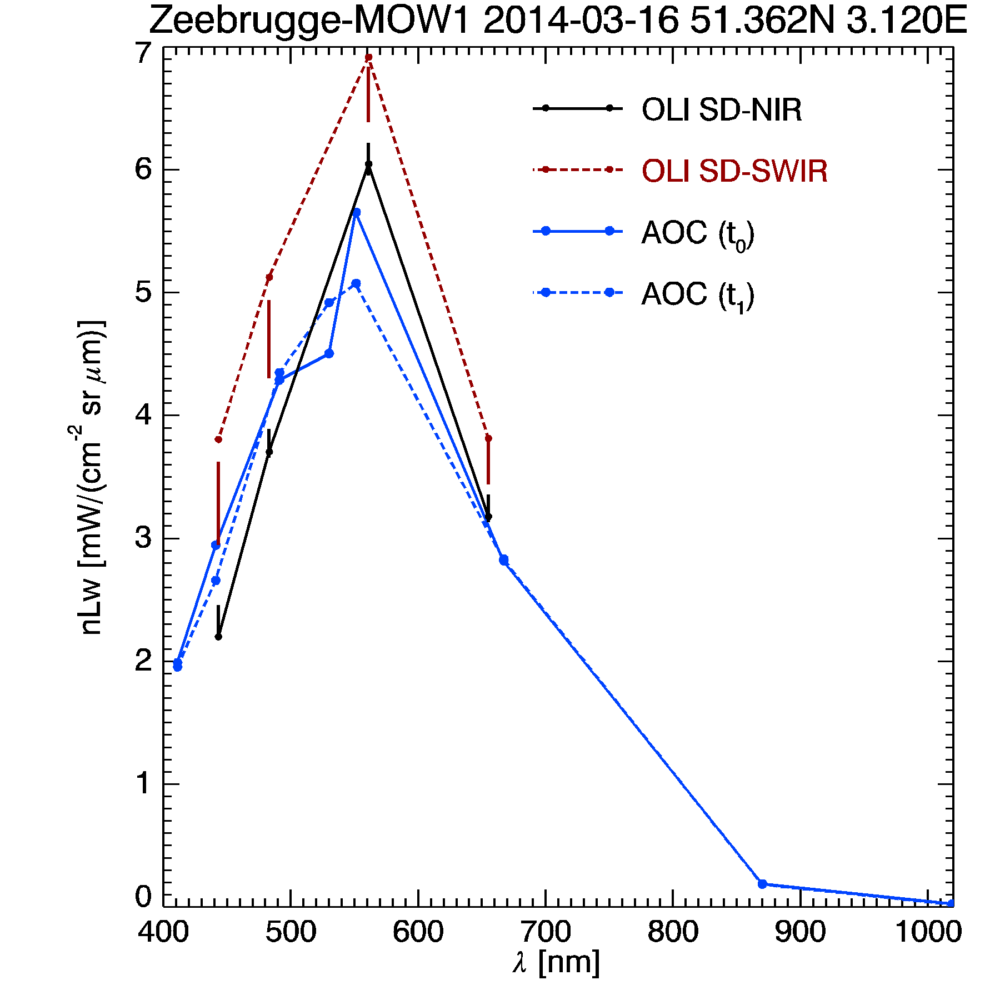 Zeebrugge-MOW1 2014-03-16 51.362N 3.120E
OLI SD-NIR
OLI SD-SWIR
AOC (t0)
AOC (t1)
nLw [mW/(cm-2 sr μm)]
7
6
5
4
3
2
1
0
400 500 600 700 800 900 1000
λ [nm]